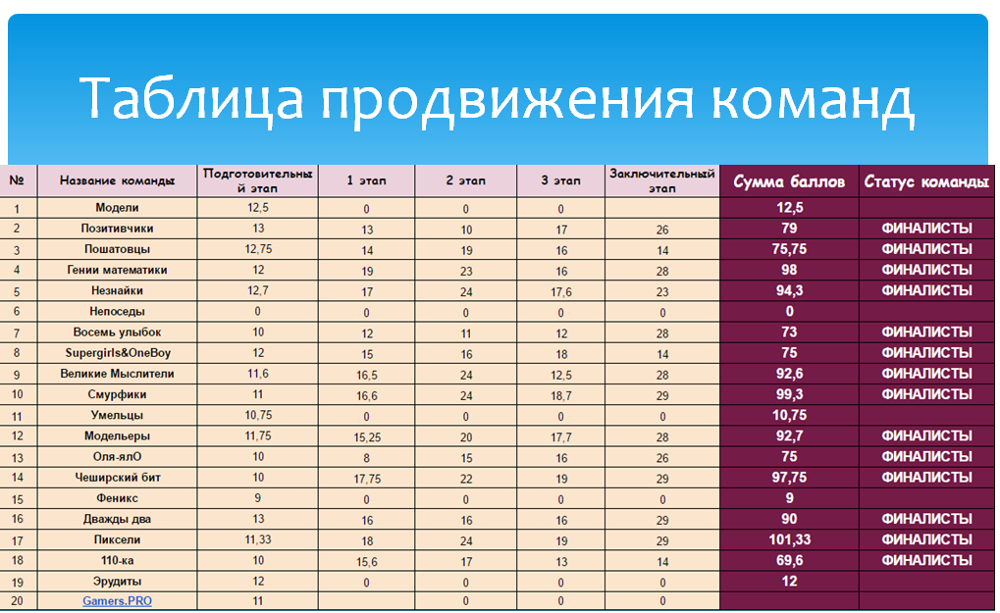 Таблица продвижения команд
№ Название команды Подготовительны й этап 1 этап 2 этап 3 этап Заключительный этап Сумма баллов Статус команды
1 Модели 12,5 0 0 0 12,5
2 Позитивчики 13 13 10 17 26 79 ФИНАЛИСТЫ
3 Пошатовцы 12,75 14 19 16 14 75,75 ФИНАЛИСТЫ
4 Гении математики 12 19 23 16 28 98 ФИНАЛИСТЫ
5 Незнайки 12,7 17 24 17,6 23 94,3 ФИНАЛИСТЫ
6 Непоседы 0 0 0 0 0 0
7 Восемь улыбок 10 12 11 12 28 73 ФИНАЛИСТЫ
8 Supergirls&OneBoy 12 15 16 18 14 75 ФИНАЛИСТЫ
9 Великие Мыслители 11,6 16,5 24 12,5 28 92,6 ФИНАЛИСТЫ
10 Смурфики 11 16,6 24 18,7 29 99,3 ФИНАЛИСТЫ
11 Умельцы 10,75 0 0 0 0 10,75
12 Модельеры 11,75 15,25 20 17,7 28 92,7 ФИНАЛИСТЫ
13 Оля-ялО 10 8 15 16 26 75 ФИНАЛИСТЫ
14 Чеширский бит 10 17,75 22 19 29 97,75 ФИНАЛИСТЫ
15 Феникс 9 0 0 0 0 9
16 Дважды два 13 16 16 16 29 90 ФИНАЛИСТЫ
17 Пиксели 11,33 18 24 19 29 101,33 ФИНАЛИСТЫ
18 110-ка 10 15,6 17 13 14 69,6 ФИНАЛИСТЫ
19 Эрудиты 12 0 0 0 0 12
20 Gamers.PRO 11 0 0 0